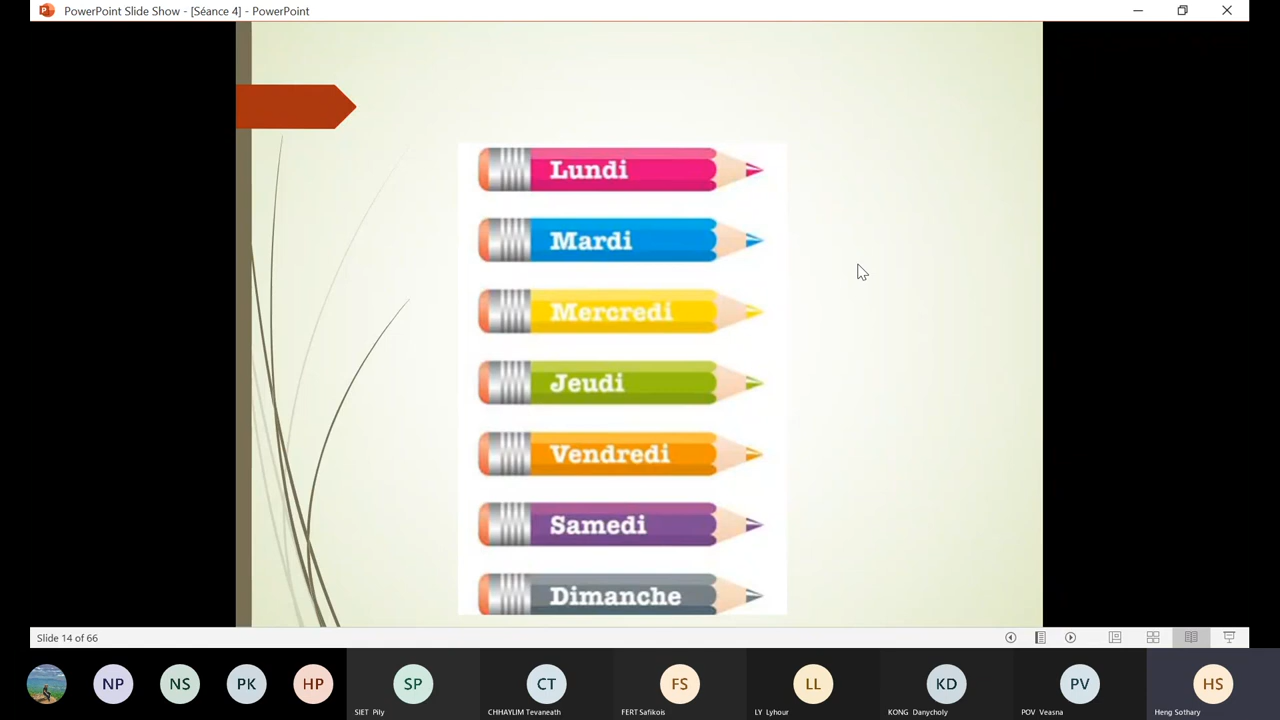 PowerPoint Slide Show - [Séance 4] - PowerPoint
Lundi
Mardi
Mercredi
Jeudi
Vendredi
Samedi
Dimanche
Slide 14 of 66
NP NS PK HP SP CT FS LL KD PV HS
SIET Pily CHHAYLIM Tevaneath FERT Safikois LY Lyhour KONG Danycholy POV Veasna Heng Sothary